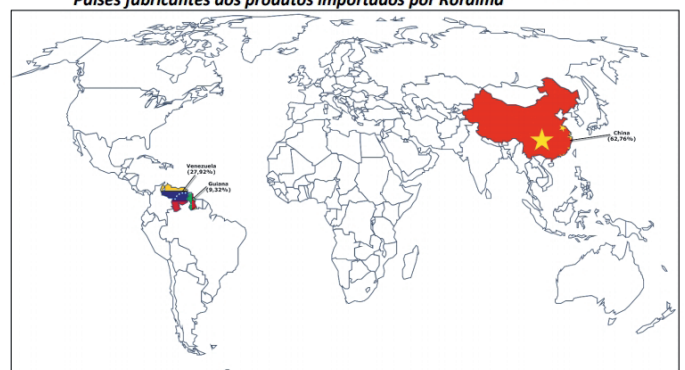 Países fabricantes dos produtos importados por Roraima
China
(62,76%)
Venezuela
(27,92%)
Guiana
(9,32%)